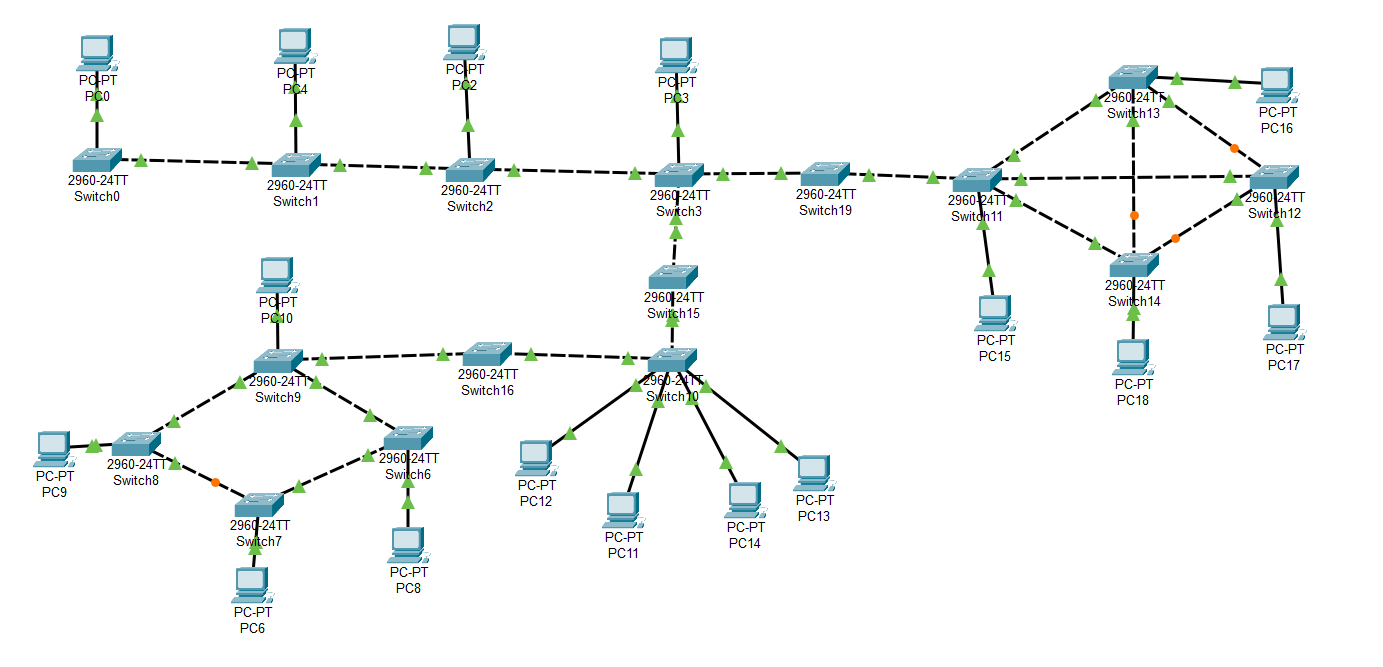 PC-PT
PC0
PC-PT
PC4
PC-PT
PC2
PC-PT
PC3
2960-24TT
Switch13
PC-PT
PC16
2960-24TT
Switch0
2960-24TT
Switch1
2960-24TT
Switch2
2960-24TT
Switch3
2960-24TT
Switch19
2960-24TT
Switch11
2960-24TT
Switch12
PC-PT
PC10
2960-24TT
Switch15
2960-24TT
Switch14
PC-PT
PC15
PC-PT
PC17
PC-PT
PC18
2960-24TT
Switch9
2960-24TT
Switch16
2960-24TT
Switch10
PC-PT
PC9
2960-24TT
Switch8
2960-24TT
Switch6
PC-PT
PC12
PC-PT
PC11
PC-PT
PC14
PC-PT
PC13
2960-24TT
Switch7
PC-PT
PC8
PC-PT
PC6